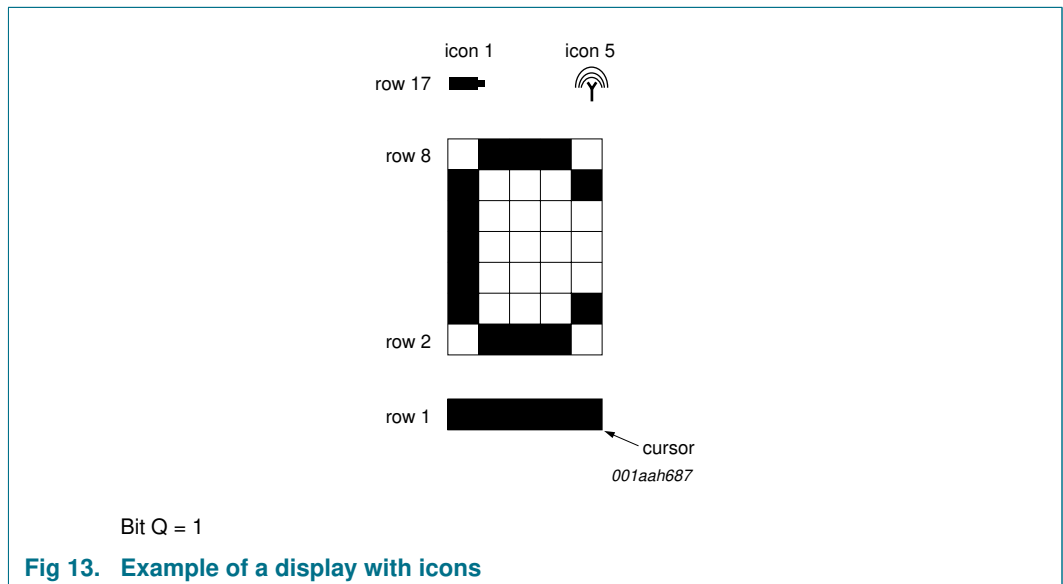 icon 1 icon 5
row 17
row 8
row 2
row 1
cursor
001aah687
Bit Q = 1
Fig 13. Example of a display with icons